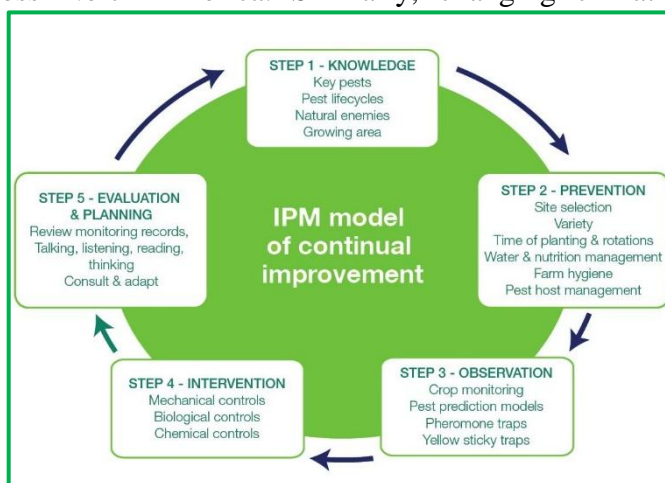 STEP 1 - KNOWLEDGE
Key pests
Pest lifecycles
Natural enemies
Growing area
STEP 2 - PREVENTION
Site selection
Variety
Time of planting & rotations
Water & nutrition management
Farm hygiene
Pest host management
STEP 3 - OBSERVATION
Crop monitoring
Pest prediction models
Pheromone traps
Yellow sticky traps
STEP 4 - INTERVENTION
Mechanical controls
Biological controls
Chemical controls
STEP 5 - EVALUATION
& PLANNING
Review monitoring records,
Talking, listening, reading,
thinking
Consult & adapt
IPM model
of continual
improvement